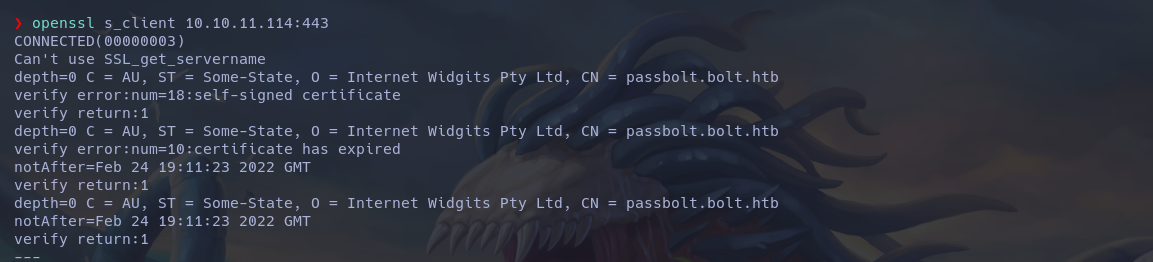 ❯ openssl s_client 10.10.11.114:443
CONNECTED(00000003)
Can't use SSL_get_servername
depth=0 C = AU, ST = Some-State, O = Internet Widgits Pty Ltd, CN = passbolt.bolt.htb
verify error:num=18:self-signed certificate
verify return:1
depth=0 C = AU, ST = Some-State, O = Internet Widgits Pty Ltd, CN = passbolt.bolt.htb
verify error:num=10:certificate has expired
notAfter=Feb 24 19:11:23 2022 GMT
verify return:1
depth=0 C = AU, ST = Some-State, O = Internet Widgits Pty Ltd, CN = passbolt.bolt.htb
notAfter=Feb 24 19:11:23 2022 GMT
verify return:1
---